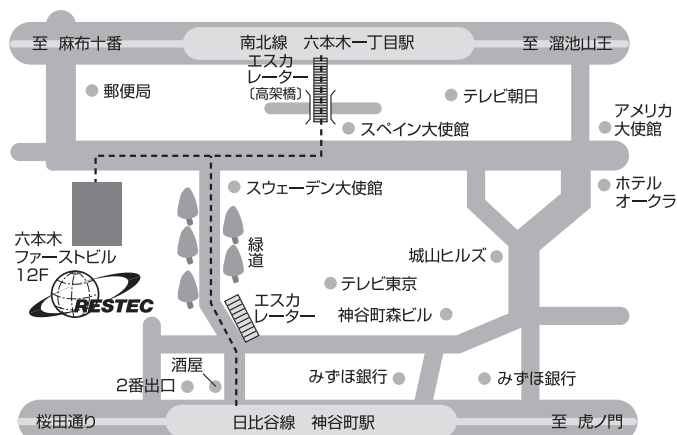 至 麻布十番
南北線 六本木一丁目駅
至 溜池山王
エスカ
レーター
〔高架橋〕
郵便局
テレビ朝日
アメリカ
大使館
スペイン大使館
スウェーデン大使館
ホテル
オークラ
六本木
ファーストビル
12F
RESTEC
緑道
城山ヒルズ
テレビ東京
エスカ
レーター
神谷町森ビル
酒屋
2番出口
みずほ銀行
みずほ銀行
桜田通り
日比谷線 神谷町駅
至 虎ノ門